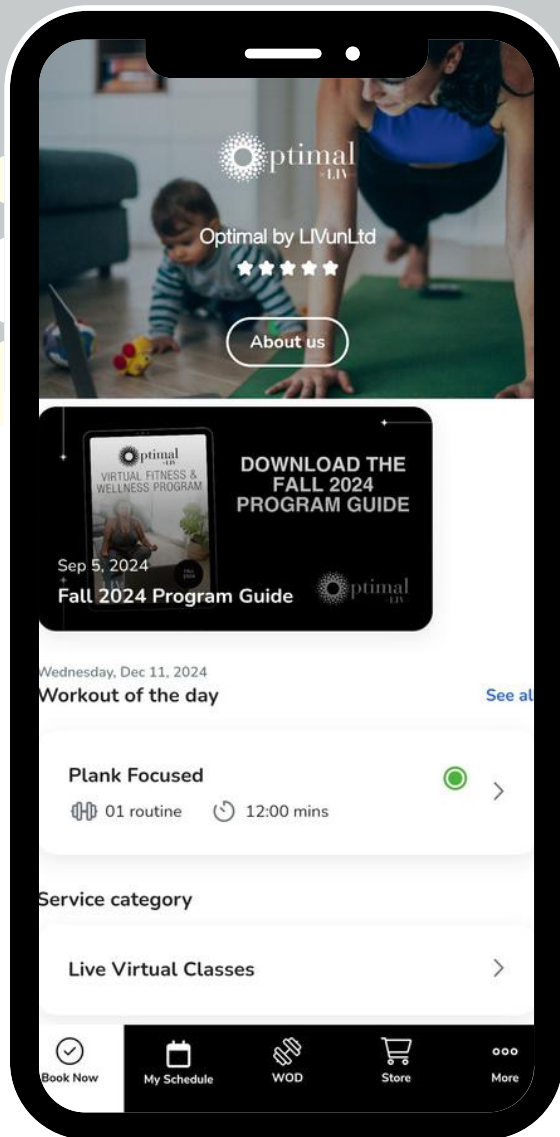 Optimal
by LIV
Optimal by LIVunLtd
About us
Optimal
VIRTUAL FITNESS &
WELLNESS PROGRAM
DOWNLOAD THE
FALL 2024
PROGRAM GUIDE
Sep 5, 2024
Fall 2024 Program Guide
Optimal
Wednesday, Dec 11, 2024
Workout of the day
See al
Plank Focused
01 routine
12:00 mins
Service category
Live Virtual Classes
Book Now
My Schedule
WOD
Store
More